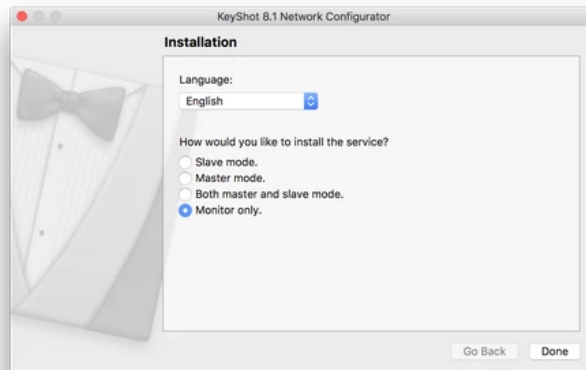 KeyShot 8.1 Network Configurator
Installation
Language:
English
How would you like to install the service?
Slave mode.
Master mode.
Both master and slave mode.
Monitor only.
Go Back Done